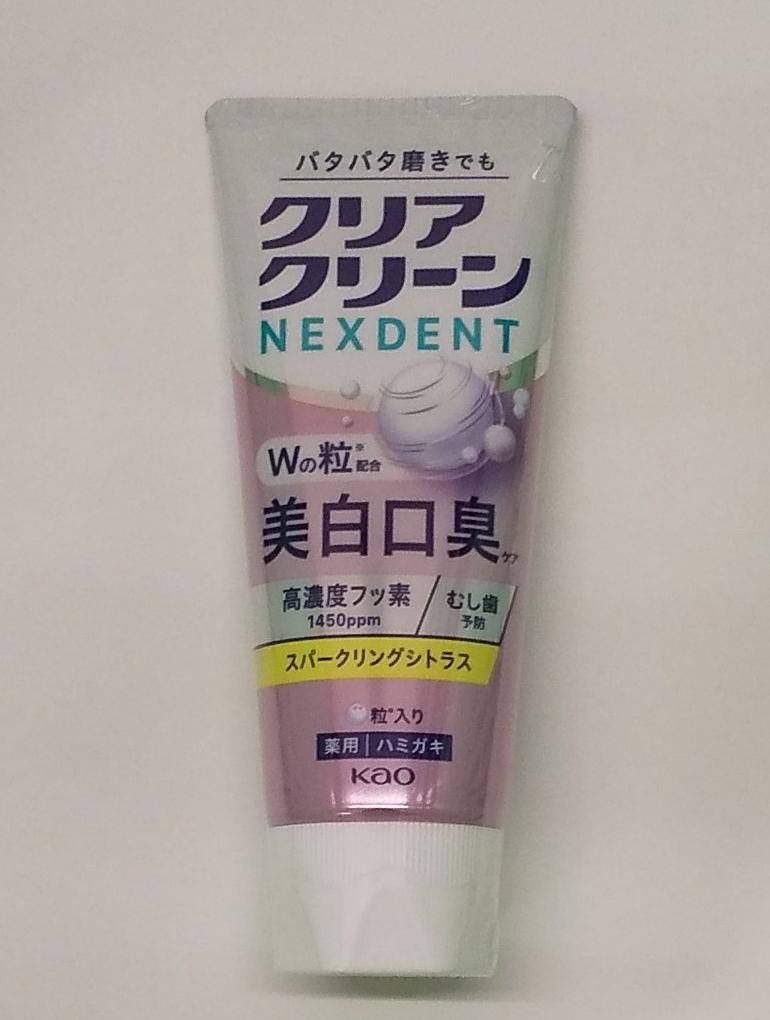 バタバタ磨きでも
クリア
クリーン
NEXDENT
Wの粒※配合
美白口臭ケア
高濃度フッ素
1450ppm
むし歯
予防
スパークリングシトラス
粒°入り
薬用 | ハミガキ
Kao